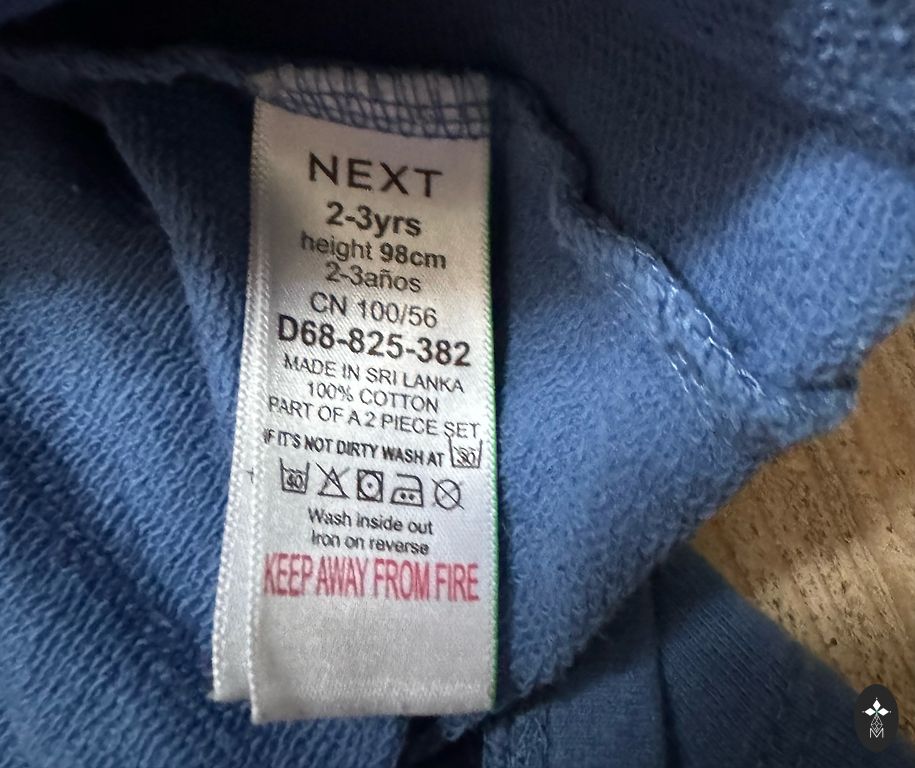 NEXT
2-3yrs
height 98cm
2-3años
CN 100/56
D68-825-382
MADE IN SRI LANKA
100% COTTON
PART OF A 2 PIECE SET
IF IT'S NOT DIRTY WASH AT 30
40
Wash inside out
Iron on reverse
KEEP AWAY FROM FIRE
M